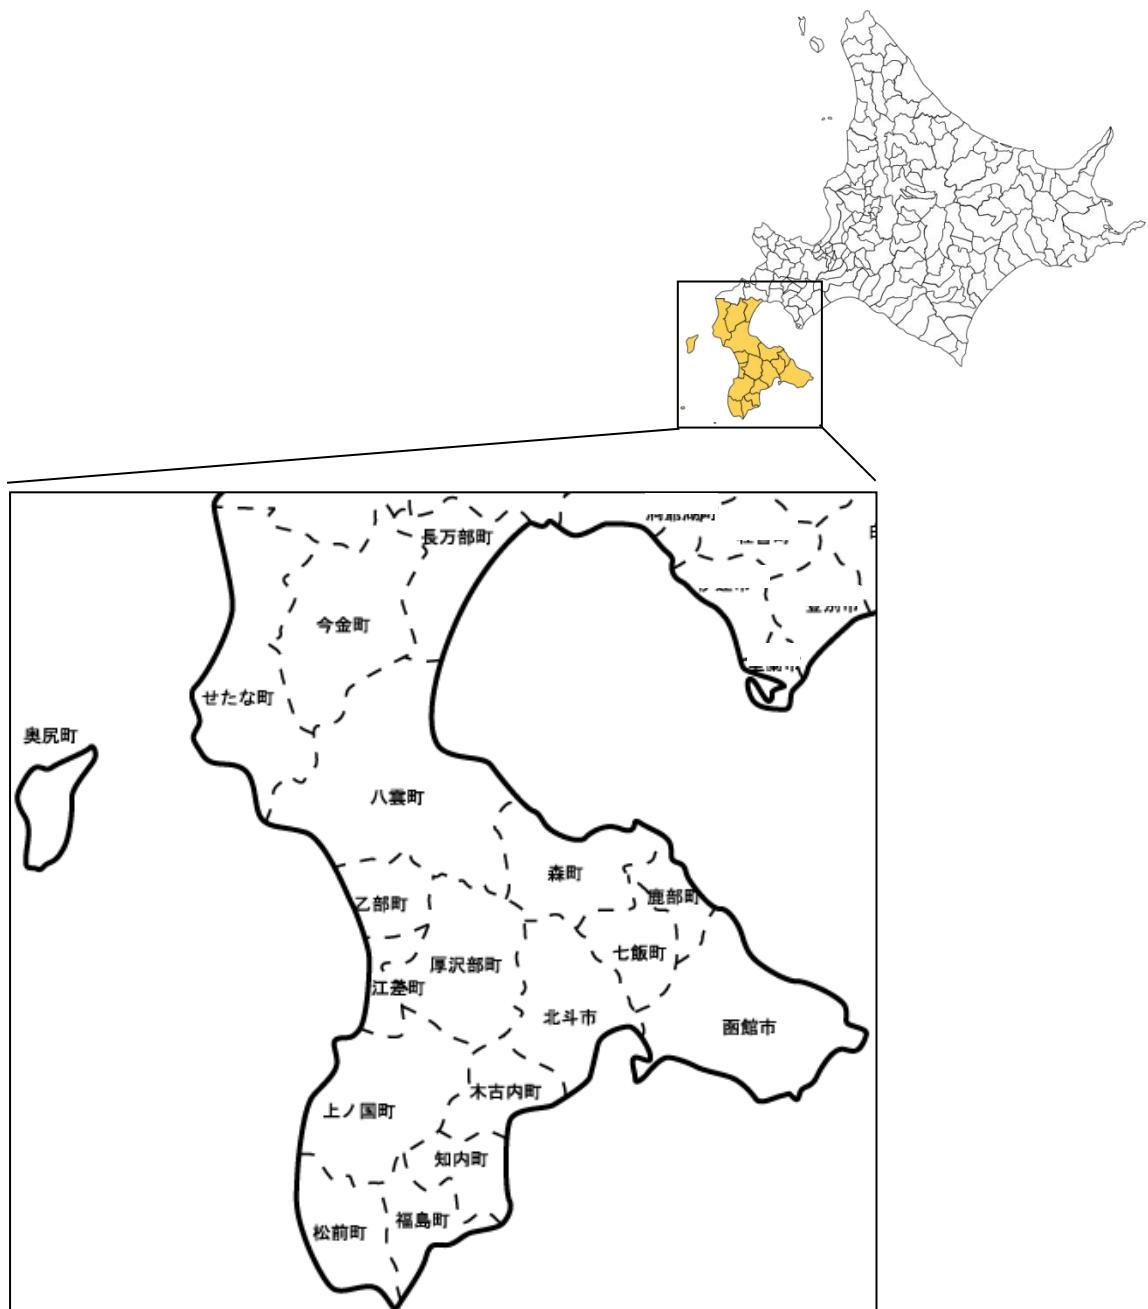 長万部町
今金町
せたな町
奥尻町
八雲町
森町
鹿部町
乙部町
七飯町
厚沢部町
江差町
北斗市
函館市
木古内町
上ノ国町
知内町
福島町
松前町